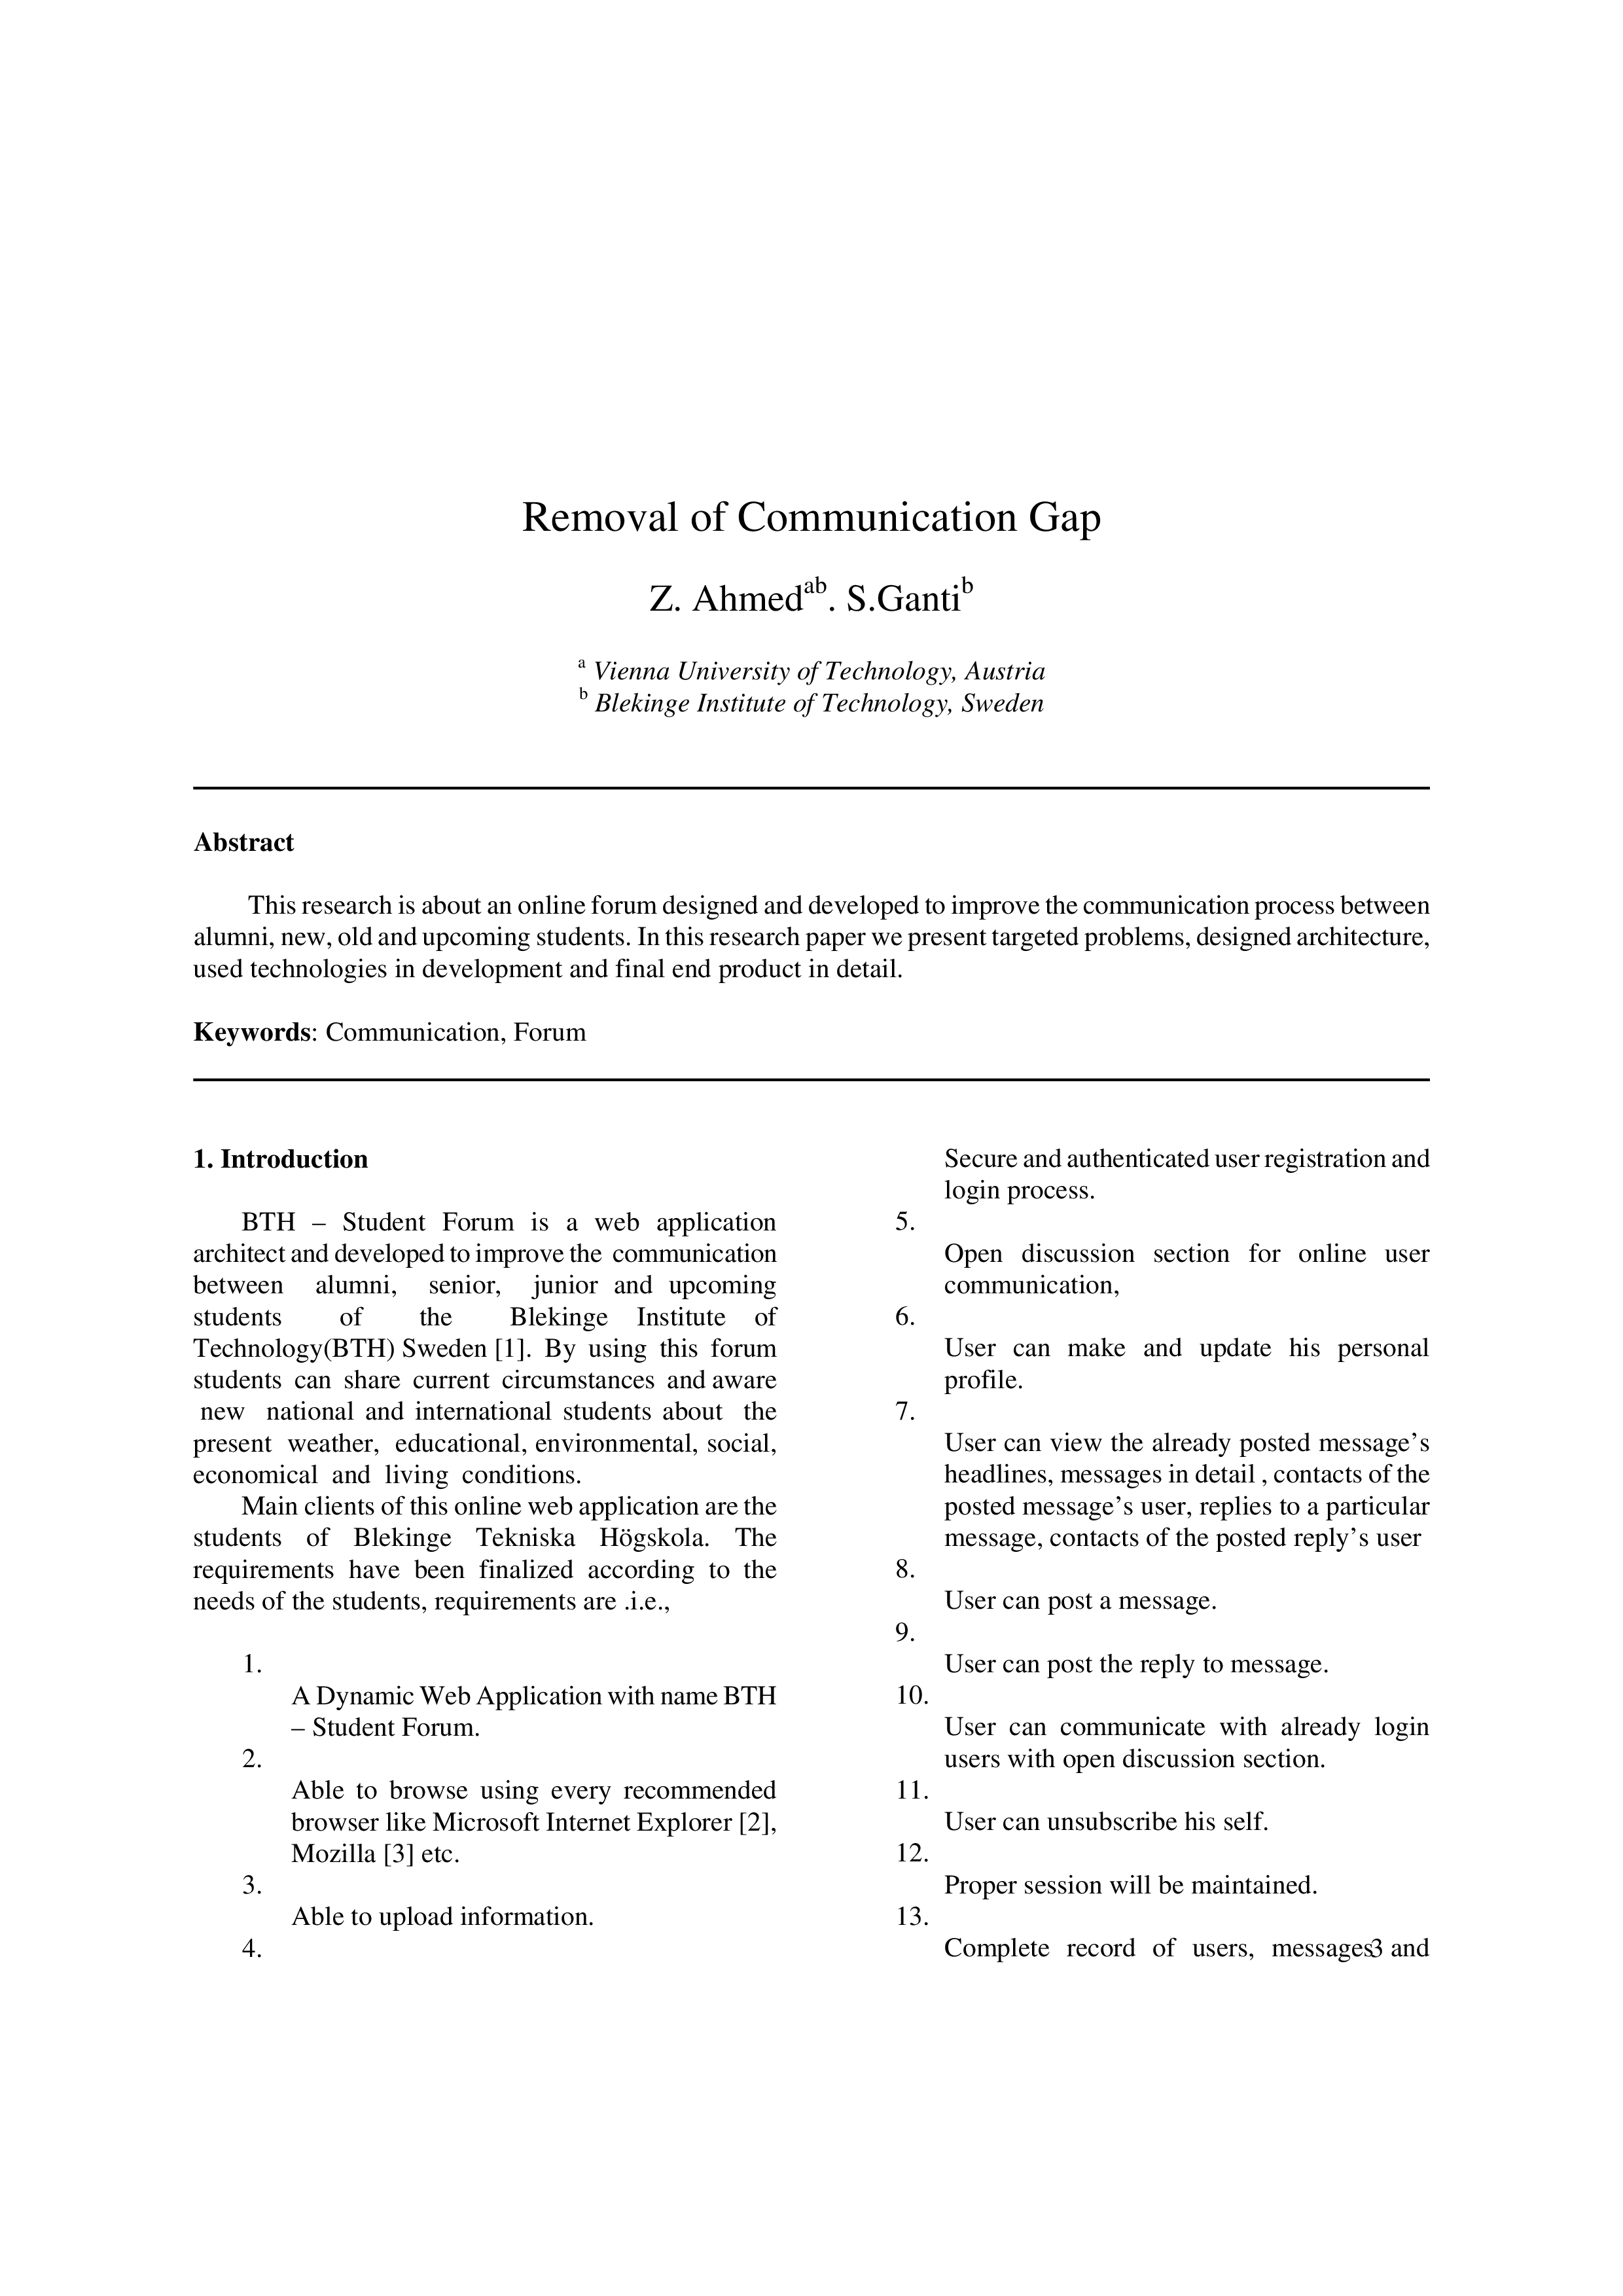 Removal of Communication Gap
Z. Ahmedab. S.Gantib
a Vienna University of Technology, Austria
b Blekinge Institute of Technology, Sweden
Abstract
This research is about an online forum designed and developed to improve the communication process between
alumni, new, old and upcoming students. In this research paper we present targeted problems, designed architecture,
used technologies in development and final end product in detail.
Keywords: Communication, Forum
1. Introduction
BTH – Student Forum is a web application
architect and developed to improve the communication
between alumni, senior, junior and upcoming
students of the Blekinge Institute of
Technology(BTH) Sweden [1]. By using this forum
students can share current circumstances and aware
new national and international students about the
present weather, educational, environmental, social,
economical and living conditions.
Main clients of this online web application are the
students of Blekinge Tekniska Högskola. The
requirements have been finalized according to the
needs of the students, requirements are .i.e.,
1.
A Dynamic Web Application with name BTH
– Student Forum.
2.
Able to browse using every recommended
browser like Microsoft Internet Explorer [2],
Mozilla [3] etc.
3.
Able to upload information.
4.
Secure and authenticated user registration and
login process.
5.
Open discussion section for online user
communication,
6.
User can make and update his personal
profile.
7.
User can view the already posted message’s
headlines, messages in detail , contacts of the
posted message’s user, replies to a particular
message, contacts of the posted reply’s user
8.
User can post a message.
9.
User can post the reply to message.
10.
User can communicate with already login
users with open discussion section.
11.
User can unsubscribe his self.
12.
Proper session will be maintained.
13.
Complete record of users, messages and
3